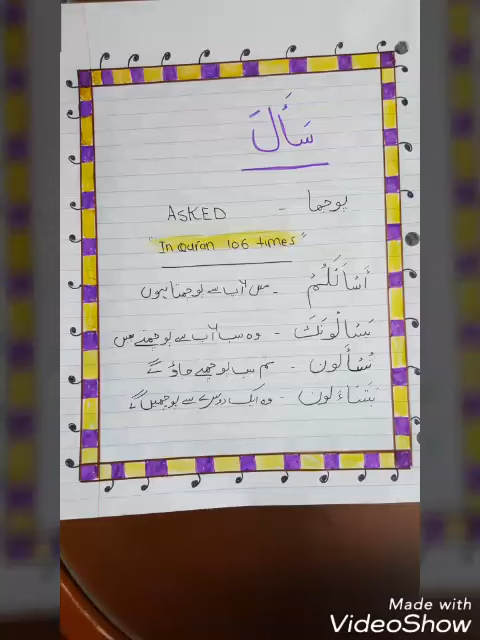 سَأَلَ
ASKED - پوچھا
"In Quran 106 times"
أَسْأَلُكُمْ - میں آپ سے پوچھتا ہوں
يَسْأَلُونَكَ - وہ سب آپ سے پوچھتے ہیں
تُسْأَلُون - تم سب پوچھے جاؤ گے
يَتَسَاءَلُون - وہ ایک دوسرے سے پوچھیں گے
Made with
VideoShow